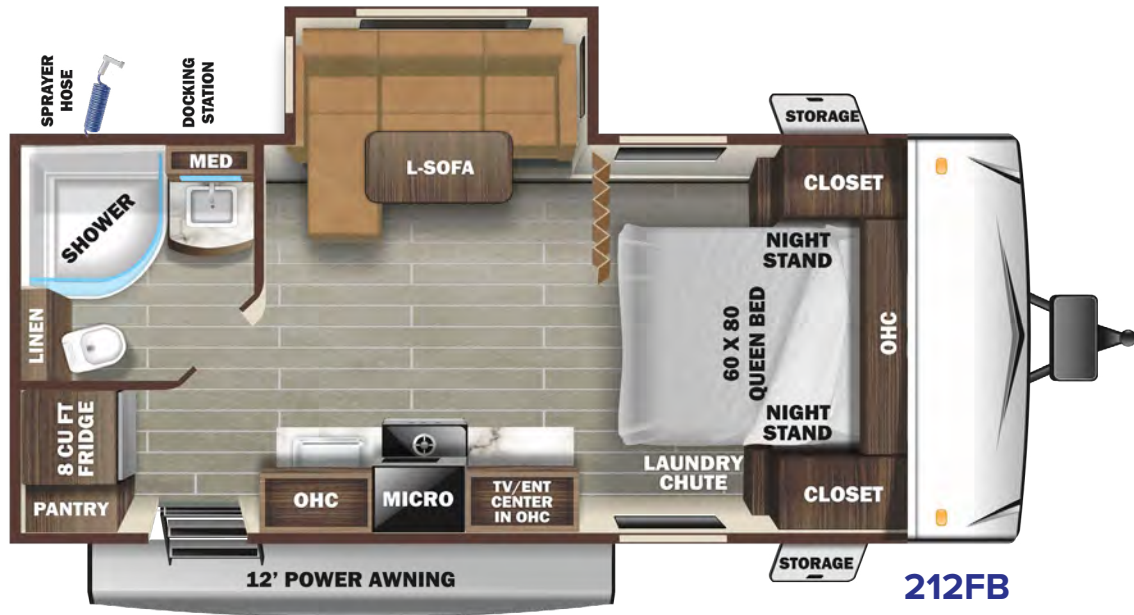 SPRAYER
HOSE
DOCKING
STATION
MED
SHOWER
LINEN
8 CU FT
FRIDGE
PANTRY
L-SOFA
OHC
MICRO
TV/ENT
CENTER
IN OHC
12' POWER AWNING
STORAGE
CLOSET
NIGHT
STAND
60 X 80
QUEEN BED
OHC
NIGHT
STAND
LAUNDRY
CHUTE
CLOSET
STORAGE
212FB